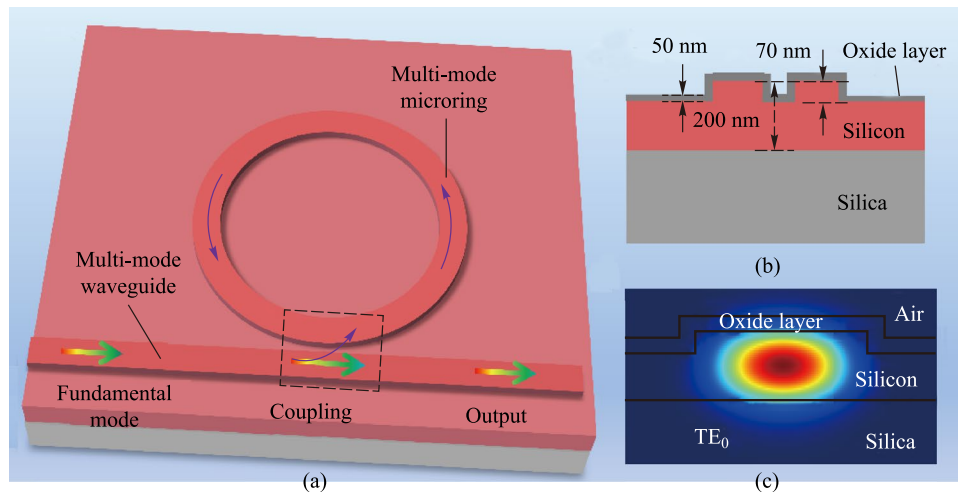 Multi-mode
microring
Multi-mode
waveguide
Fundamental
mode
Coupling
Output
(a)
50 nm
70 nm
Oxide layer
200 nm
Silicon
Silica
(b)
Air
Oxide layer
Silicon
TE₀
Silica
(c)